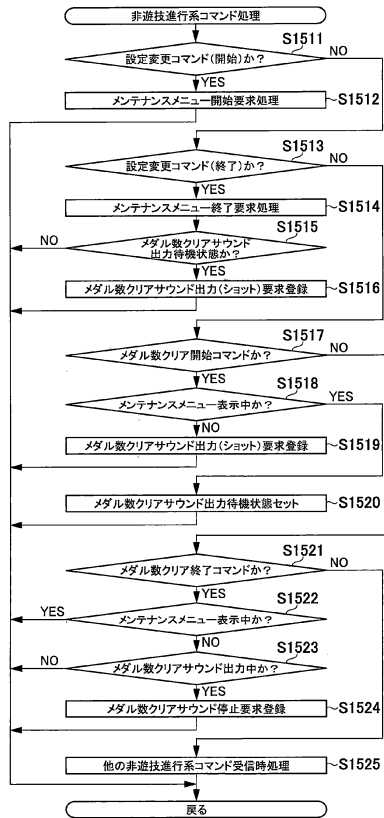 非遊技進行系コマンド処理
S1511
設定変更コマンド(開始)か?
NO
YES
メンテナンスメニュー開始要求処理
S1512
S1513
設定変更コマンド(終了)か?
NO
YES
メンテナンスメニュー終了要求処理
S1514
S1515
NO
メダル数クリアサウンド
出力待機状態か?
YES
メダル数クリアサウンド出力(ショット)要求登録
S1516
S1517
メダル数クリア開始コマンドか?
NO
YES
S1518
メンテナンスメニュー表示中か?
YES
NO
メダル数クリアサウンド出力(ショット)要求登録
S1519
メダル数クリアサウンド出力待機状態セット
S1520
S1521
メダル数クリア終了コマンドか?
NO
YES
S1522
YES
メンテナンスメニュー表示中か?
NO
S1523
NO
メダル数クリアサウンド出力中か?
YES
メダル数クリアサウンド停止要求登録
S1524
他の非遊技進行系コマンド受信時処理
S1525
戻る